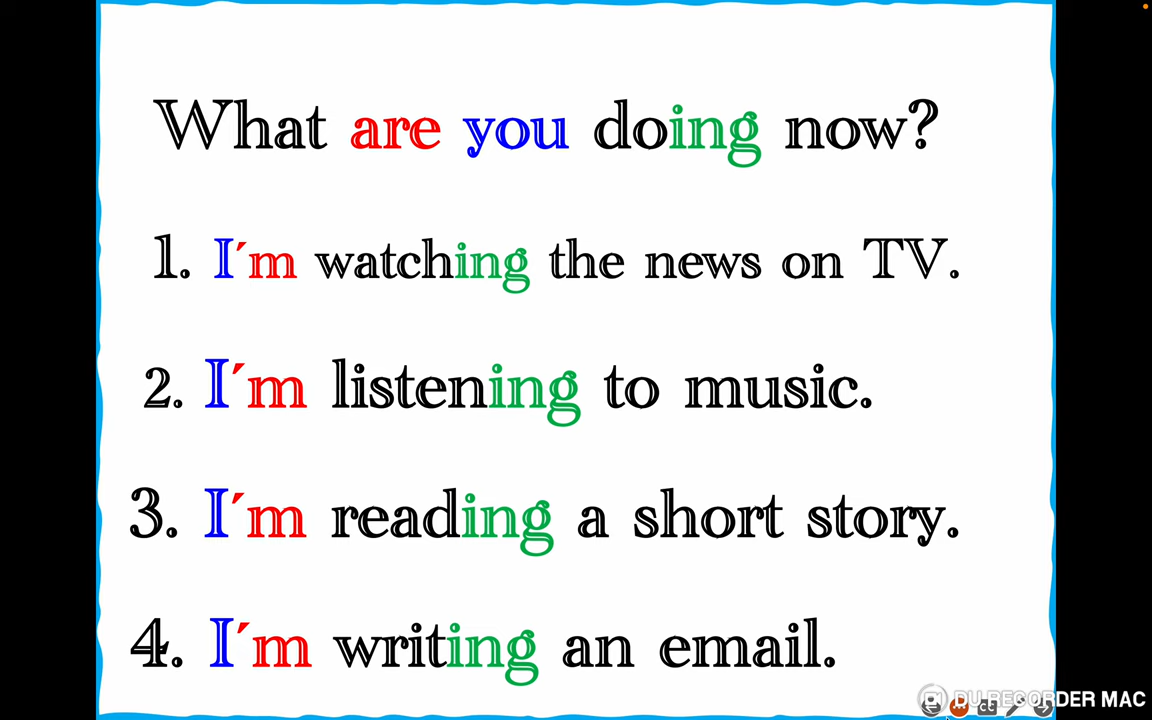 What are you doing now?
1. I´m watching the news on TV.
2. I´m listening to music.
3. I´m reading a short story.
4. I´m writing an email.
DU RECORDER MAC